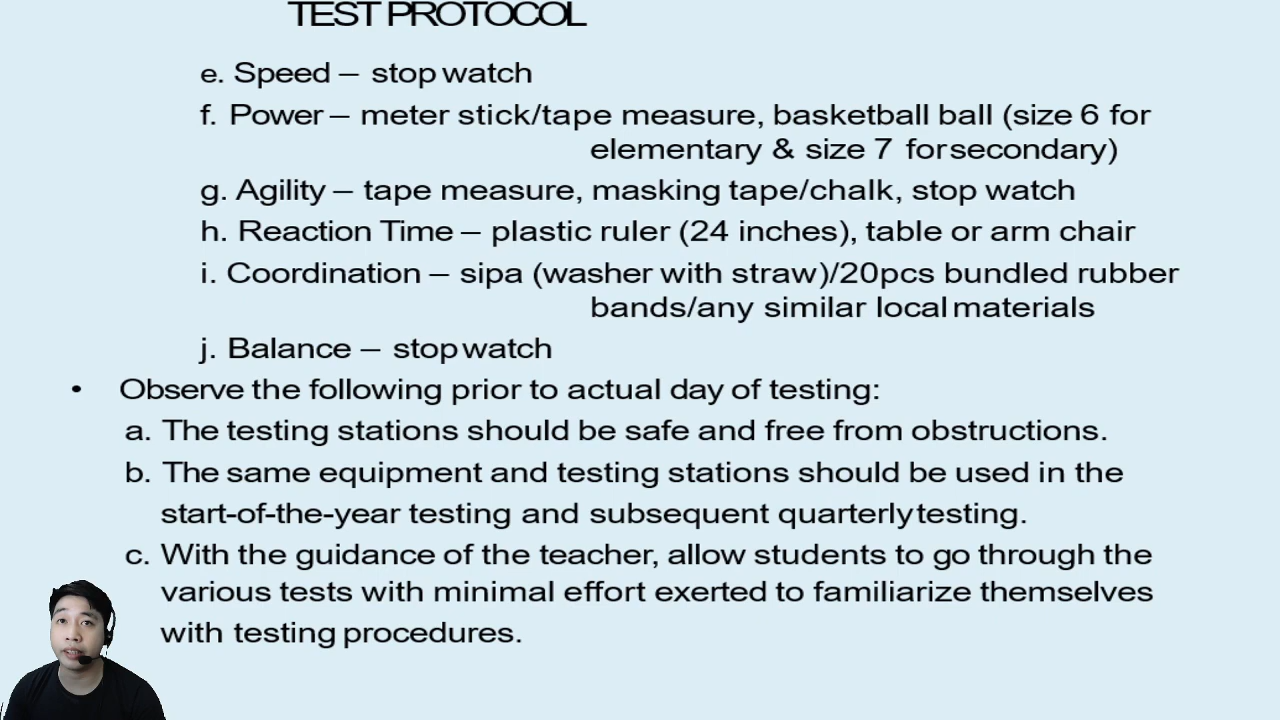 TEST PROTOCOL
e. Speed – stop watch
f. Power – meter stick/tape measure, basketball ball (size 6 for
elementary & size 7 for secondary)
g. Agility – tape measure, masking tape/chalk, stop watch
h. Reaction Time – plastic ruler (24 inches), table or arm chair
i. Coordination – sipa (washer with straw)/20pcs bundled rubber
bands/any similar local materials
j. Balance – stop watch
• Observe the following prior to actual day of testing:
a. The testing stations should be safe and free from obstructions.
b. The same equipment and testing stations should be used in the
start-of-the-year testing and subsequent quarterly testing.
c. With the guidance of the teacher, allow students to go through the
various tests with minimal effort exerted to familiarize themselves
with testing procedures.